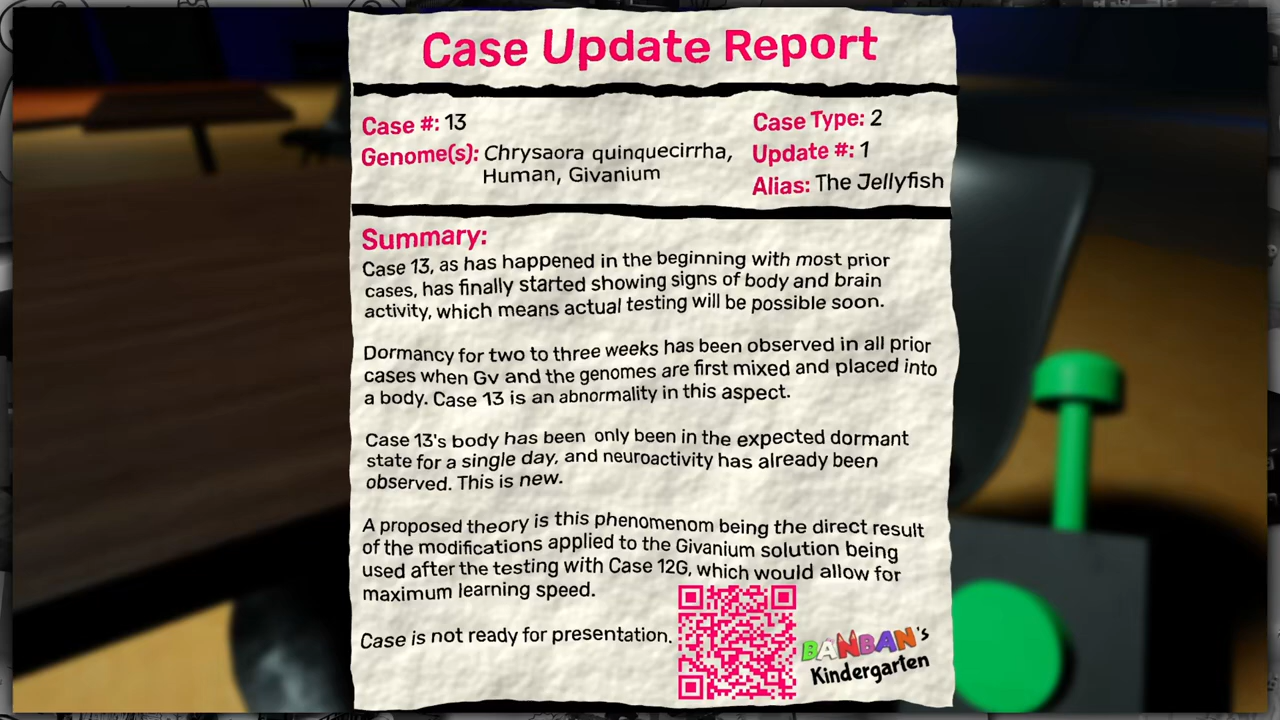 Case Update Report
Case #: 13
Case Type: 2
Genome(s): Chrysaora quinquecirrha,
Human, Givanium
Update #: 1
Alias: The Jellyfish
Summary:
Case 13, as has happened in the beginning with most prior
cases, has finally started showing signs of body and brain
activity, which means actual testing will be possible soon.
Dormancy for two to three weeks has been observed in all prior
cases when Gv and the genomes are first mixed and placed into
a body. Case 13 is an abnormality in this aspect.
Case 13's body has been only been in the expected dormant
state for a single day, and neuroactivity has already been
observed. This is new.
A proposed theory is this phenomenom being the direct result
of the modifications applied to the Givanium solution being
used after the testing with Case 12G, which would allow for
maximum learning speed.
Case is not ready for presentation.
BANBAN's
Kindergarten